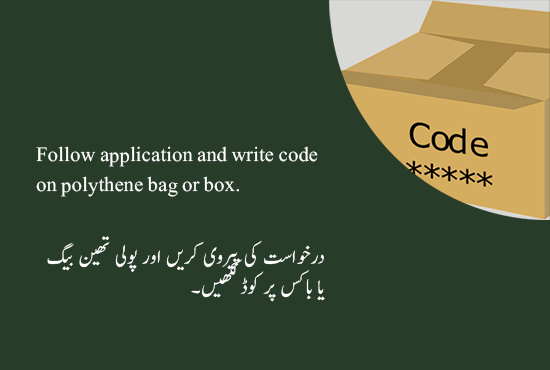 Code
*****
Follow application and write code
on polythene bag or box.
درخواست کی پیروی کریں اور پولی تھین بیگ
یا باکس پر کوڈ لکھیں۔